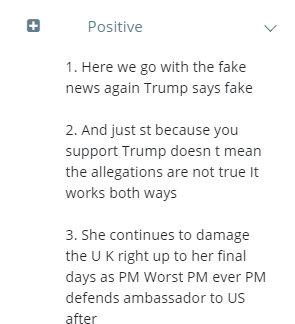 Positive
1. Here we go with the fake
news again Trump says fake
2. And just st because you
support Trump doesn t mean
the allegations are not true It
works both ways
3. She continues to damage
the U K right up to her final
days as PM Worst PM ever PM
defends ambassador to US
after